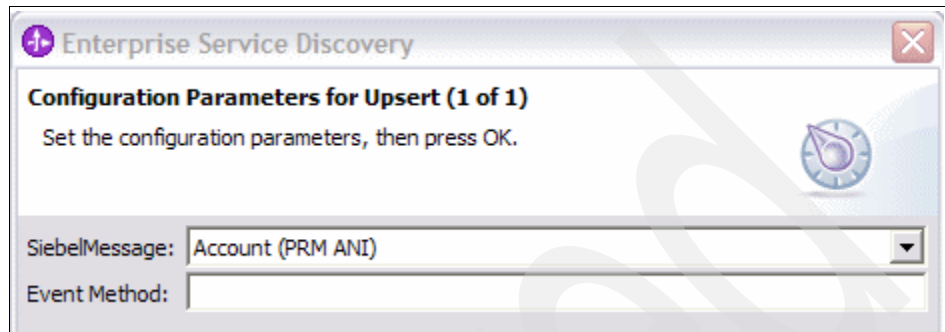 Enterprise Service Discovery
Configuration Parameters for Upsert (1 of 1)
Set the configuration parameters, then press OK.
SiebelMessage: Account (PRM ANI)
Event Method: